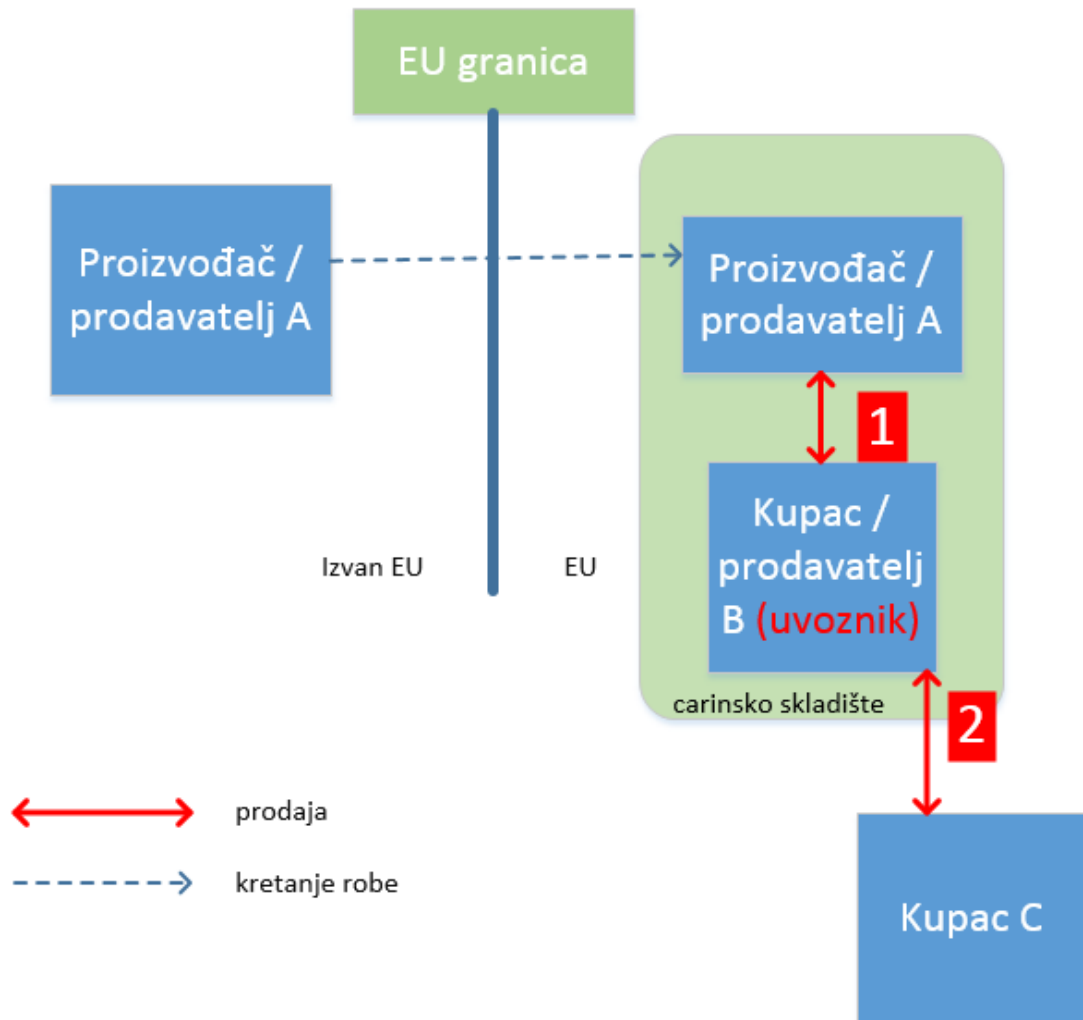 EU granica
Proizvođač /
prodavatelj A
Proizvođač /
prodavatelj A
1
Kupac /
prodavatelj
B (uvoznik)
Izvan EU
EU
carinsko skladište
2
prodaja
kretanje robe
Kupac C